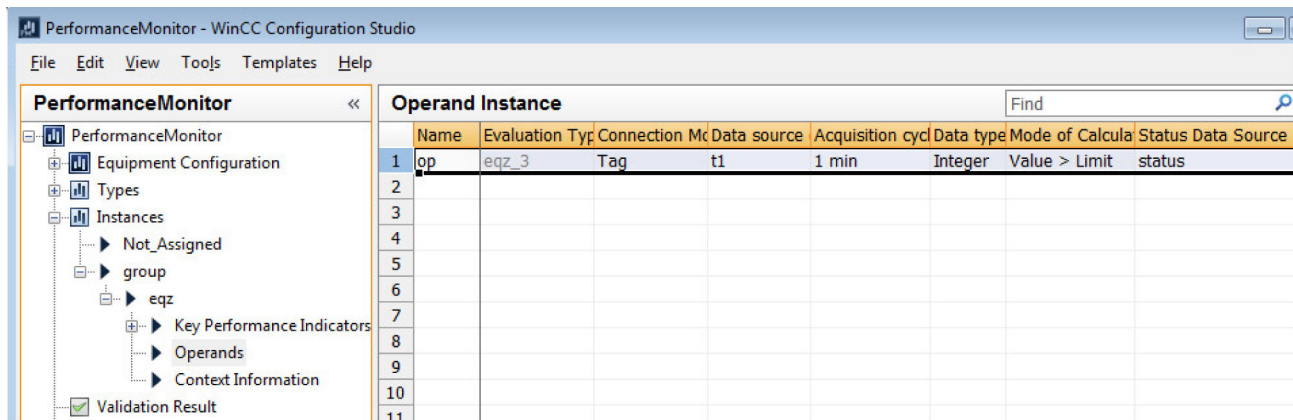 PerformanceMonitor - WinCC Configuration Studio
File Edit View Tools Templates Help
PerformanceMonitor «
Operand Instance
Find
PerformanceMonitor
Equipment Configuration
Types
Instances
Not_Assigned
group
eqz
Key Performance Indicators
Operands
Context Information
Validation Result
Name Evaluation Typ Connection Mo Data source Acquisition cycl Data type Mode of Calcula Status Data Source
1 op eqz_3 Tag t1 1 min Integer Value > Limit status
2
3
4
5
6
7
8
9
10
11